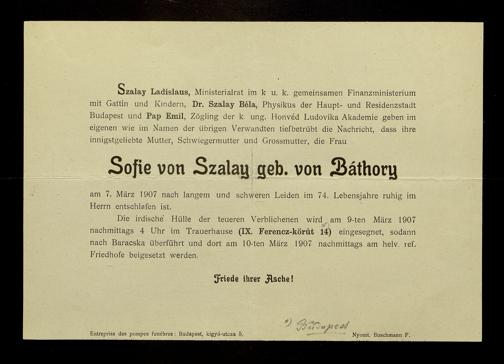 Szalay Ladislaus, Ministerialrat im k u. k. gemeinsamen Finanzministerium
mit Gattin und Kindern, Dr. Szalay Béla, Physikus der Haupt- und Residenzstadt
Budapest und Pap Emil, Zögling der k. ung. Honvéd Ludovika Akademie geben im
eigenen wie im Namen der übrigen Verwandten tiefbetrübt die Nachricht, dass ihre
innigstgeliebte Mutter, Schwiegermutter und Grossmutter, die Frau
Sofie von Szalay geb. von Báthory
am 7. März 1907 nach langem und schweren Leiden im 74. Lebensjahre ruhig im
Herrn entschlafen ist.
Die irdische Hülle der teueren Verblichenen wird am 9-ten März 1907
nachmittags 4 Uhr im Trauerhause (IX. Ferencz-körút 14) eingesegnet, sodann
nach Baracska überführt und dort am 10-ten März 1907 nachmittags am helv. ref.
Friedhofe beigesetzt werden.
Friede ihrer Asche!
Budapest
Entreprise des pompes funèbres: Budapest, kigyó-utcza 5.
Nyomt. Buschmann F.